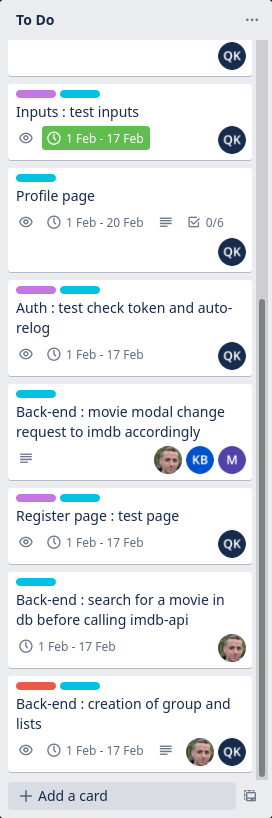 To Do
QK
Inputs : test inputs
1 Feb - 17 Feb
QK
Profile page
1 Feb - 20 Feb 0/6
QK
Auth : test check token and auto-
relog
1 Feb - 17 Feb
QK
Back-end : movie modal change
request to imdb accordingly
KB M
Register page : test page
1 Feb - 17 Feb
QK
Back-end : search for a movie in
db before calling imdb-api
1 Feb - 17 Feb
Back-end : creation of group and
lists
1 Feb - 17 Feb
QK
+ Add a card